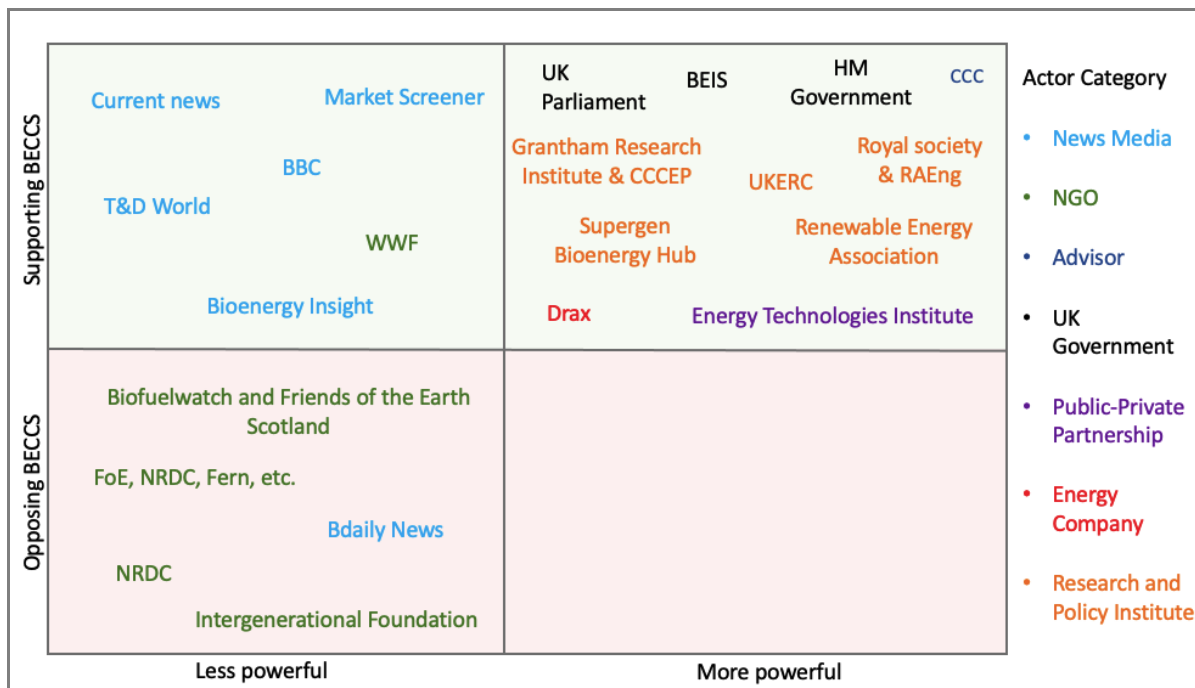 Supporting BECCS
Current news
Market Screener
BBC
T&D World
WWF
Bioenergy Insight
UK
Parliament
BEIS
HM
Government
CCC
Grantham Research
Institute & CCCEP
UKERC
Royal society
& RAEng
Supergen
Bioenergy Hub
Renewable Energy
Association
Drax
Energy Technologies Institute
Opposing BECCS
Biofuelwatch and Friends of the Earth
Scotland
FoE, NRDC, Fern, etc.
Bdaily News
NRDC
Intergenerational Foundation
Less powerful
More powerful
Actor Category
• News Media
• NGO
• Advisor
• UK
Government
• Public-Private
Partnership
• Energy
Company
• Research and
Policy Institute